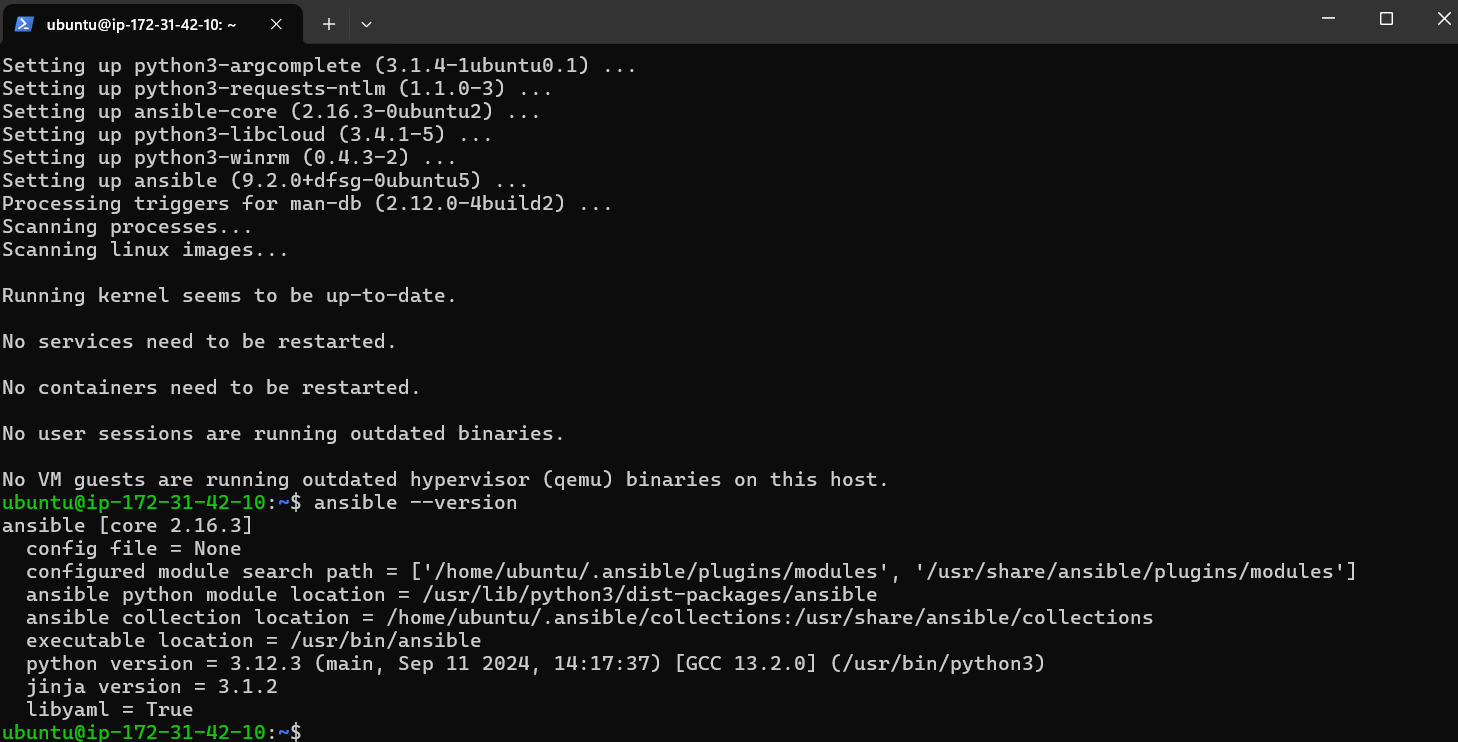 ubuntu@ip-172-31-42-10: ~
Setting up python3-argcomplete (3.1.4-1ubuntu0.1) ...
Setting up python3-requests-ntlm (1.1.0-3) ...
Setting up ansible-core (2.16.3-0ubuntu2) ...
Setting up python3-libcloud (3.4.1-5) ...
Setting up python3-winrm (0.4.3-2) ...
Setting up ansible (9.2.0+dfsg-0ubuntu5) ...
Processing triggers for man-db (2.12.0-4build2) ...
Scanning processes...
Scanning linux images...
Running kernel seems to be up-to-date.
No services need to be restarted.
No containers need to be restarted.
No user sessions are running outdated binaries.
No VM guests are running outdated hypervisor (qemu) binaries on this host.
ubuntu@ip-172-31-42-10:~$ ansible --version
ansible [core 2.16.3]
  config file = None
  configured module search path = ['/home/ubuntu/.ansible/plugins/modules', '/usr/share/ansible/plugins/modules']
  ansible python module location = /usr/lib/python3/dist-packages/ansible
  ansible collection location = /home/ubuntu/.ansible/collections:/usr/share/ansible/collections
  executable location = /usr/bin/ansible
  python version = 3.12.3 (main, Sep 11 2024, 14:17:37) [GCC 13.2.0] (/usr/bin/python3)
  jinja version = 3.1.2
  libyaml = True
ubuntu@ip-172-31-42-10:~$